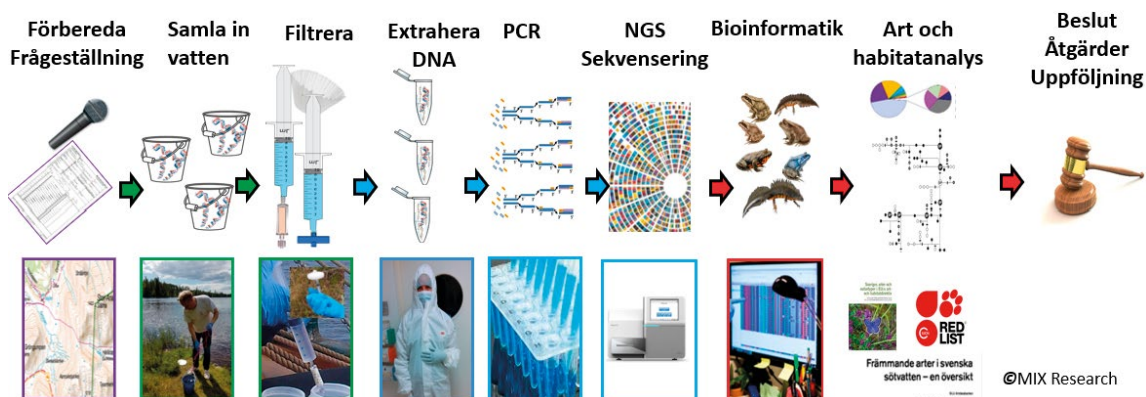 Förbereda
Frågeställning
Samla in
vatten
Filtrera
Extrahera
DNA
PCR
NGS
Sekvensering
Bioinformatik
Art och
habitatanalys
Beslut
Åtgärder
Uppföljning
RED
LIST
Främmande arter i svenska
sötvatten – en översikt
©MIX Research